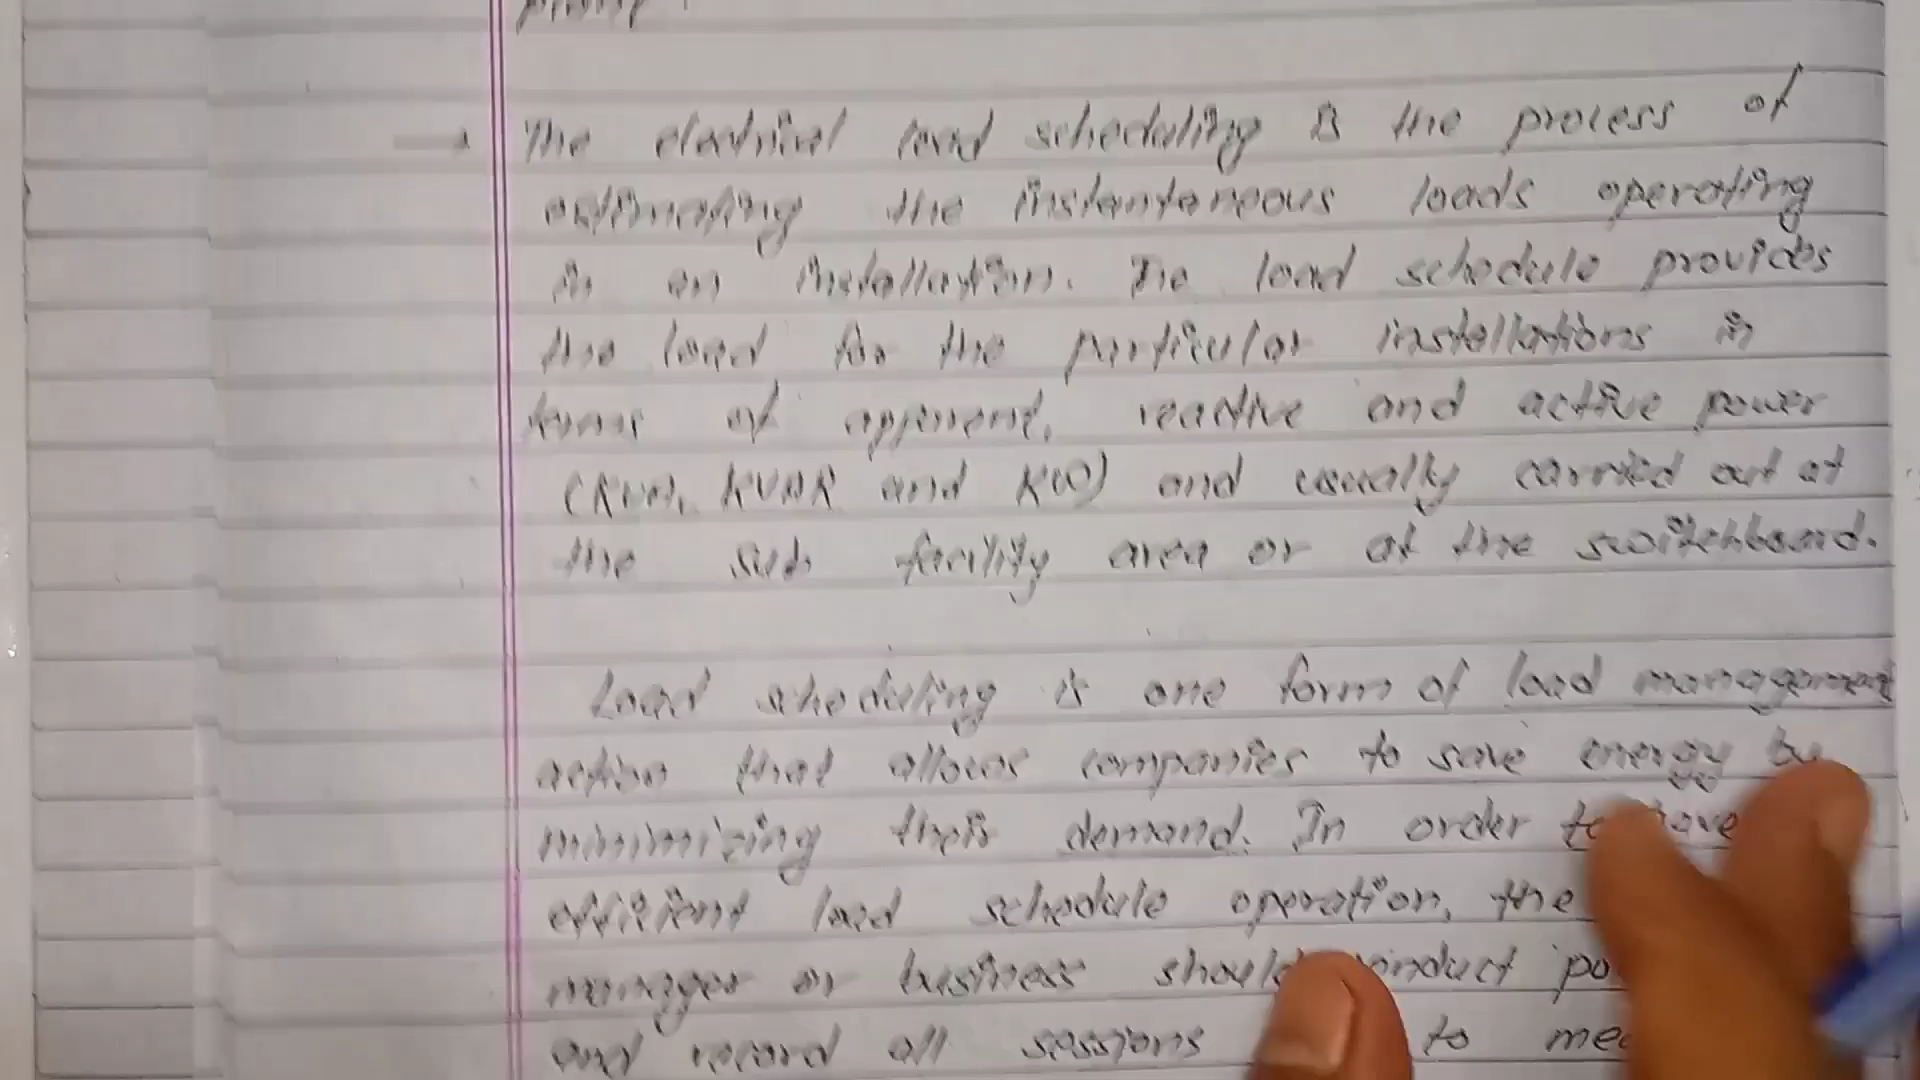 → The electrical load scheduling is the process of
estimating the instantaneous loads operating
in an installation. The load schedule provides
the load for the particular installations in
terms of apparent, reactive and active power
(KVA, KVAR and KW) and usually carried out at
the sub facility area or at the switchboard.
Load scheduling is one form of load management
action that allows companies to save energy by
minimizing their demand. In order to have
efficient load schedule operation, the
manager or business should conduct
and record all sessions to